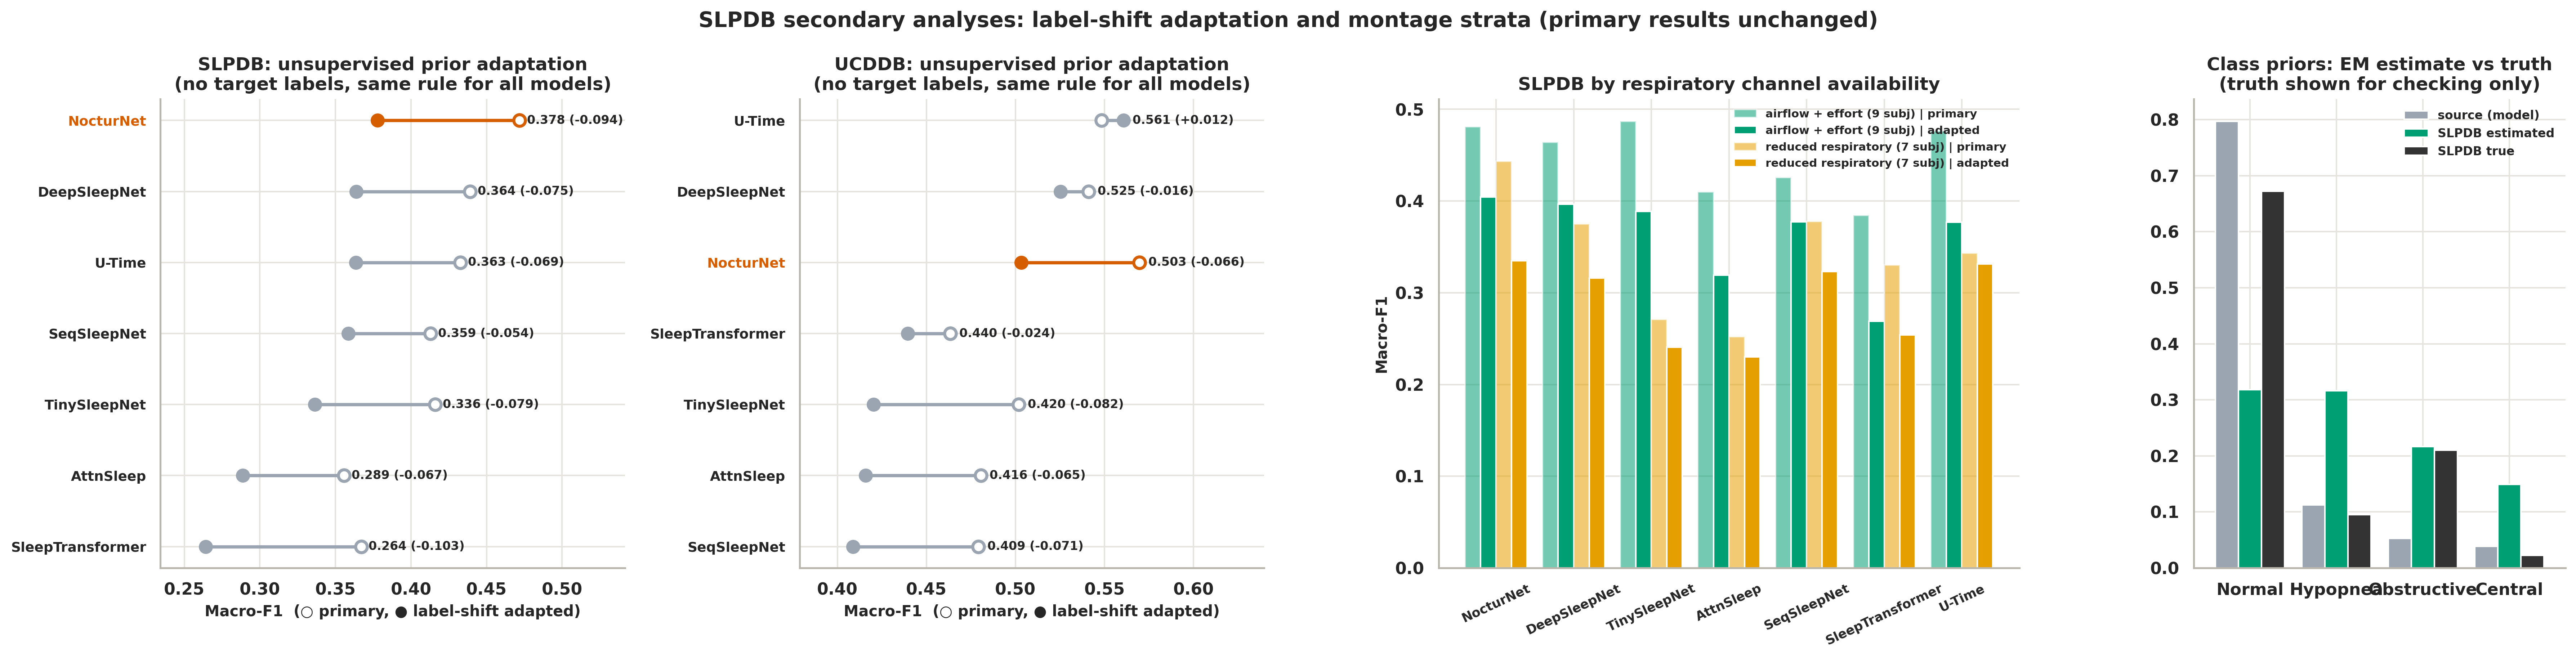 SLPDB secondary analyses: label-shift adaptation and montage strata (primary results unchanged)
SLPDB: unsupervised prior adaptation
(no target labels, same rule for all models)
NocturNet
DeepSleepNet
U-Time
SeqSleepNet
TinySleepNet
AttnSleep
SleepTransformer
0.378 (-0.094)
0.364 (-0.075)
0.363 (-0.069)
0.359 (-0.054)
0.336 (-0.079)
0.289 (-0.067)
0.264 (-0.103)
0.25 0.30 0.35 0.40 0.45 0.50
Macro-F1 (○ primary, ● label-shift adapted)
UCDDB: unsupervised prior adaptation
(no target labels, same rule for all models)
U-Time
DeepSleepNet
NocturNet
SleepTransformer
TinySleepNet
AttnSleep
SeqSleepNet
0.561 (+0.012)
0.525 (-0.016)
0.503 (-0.066)
0.440 (-0.024)
0.420 (-0.082)
0.416 (-0.065)
0.409 (-0.071)
0.40 0.45 0.50 0.55 0.60
Macro-F1 (○ primary, ● label-shift adapted)
SLPDB by respiratory channel availability
airflow + effort (9 subj) | primary
airflow + effort (9 subj) | adapted
reduced respiratory (7 subj) | primary
reduced respiratory (7 subj) | adapted
Macro-F1
0.5
0.4
0.3
0.2
0.1
0.0
NocturNet
DeepSleepNet
TinySleepNet
AttnSleep
SeqSleepNet
SleepTransformer
U-Time
Class priors: EM estimate vs truth
(truth shown for checking only)
source (model)
SLPDB estimated
SLPDB true
0.8
0.7
0.6
0.5
0.4
0.3
0.2
0.1
0.0
Normal Hypopnea Obstructive Central